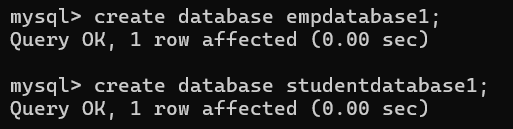 mysql> create database empdatabase1;
Query OK, 1 row affected (0.00 sec)
mysql> create database studentdatabase1;
Query OK, 1 row affected (0.00 sec)